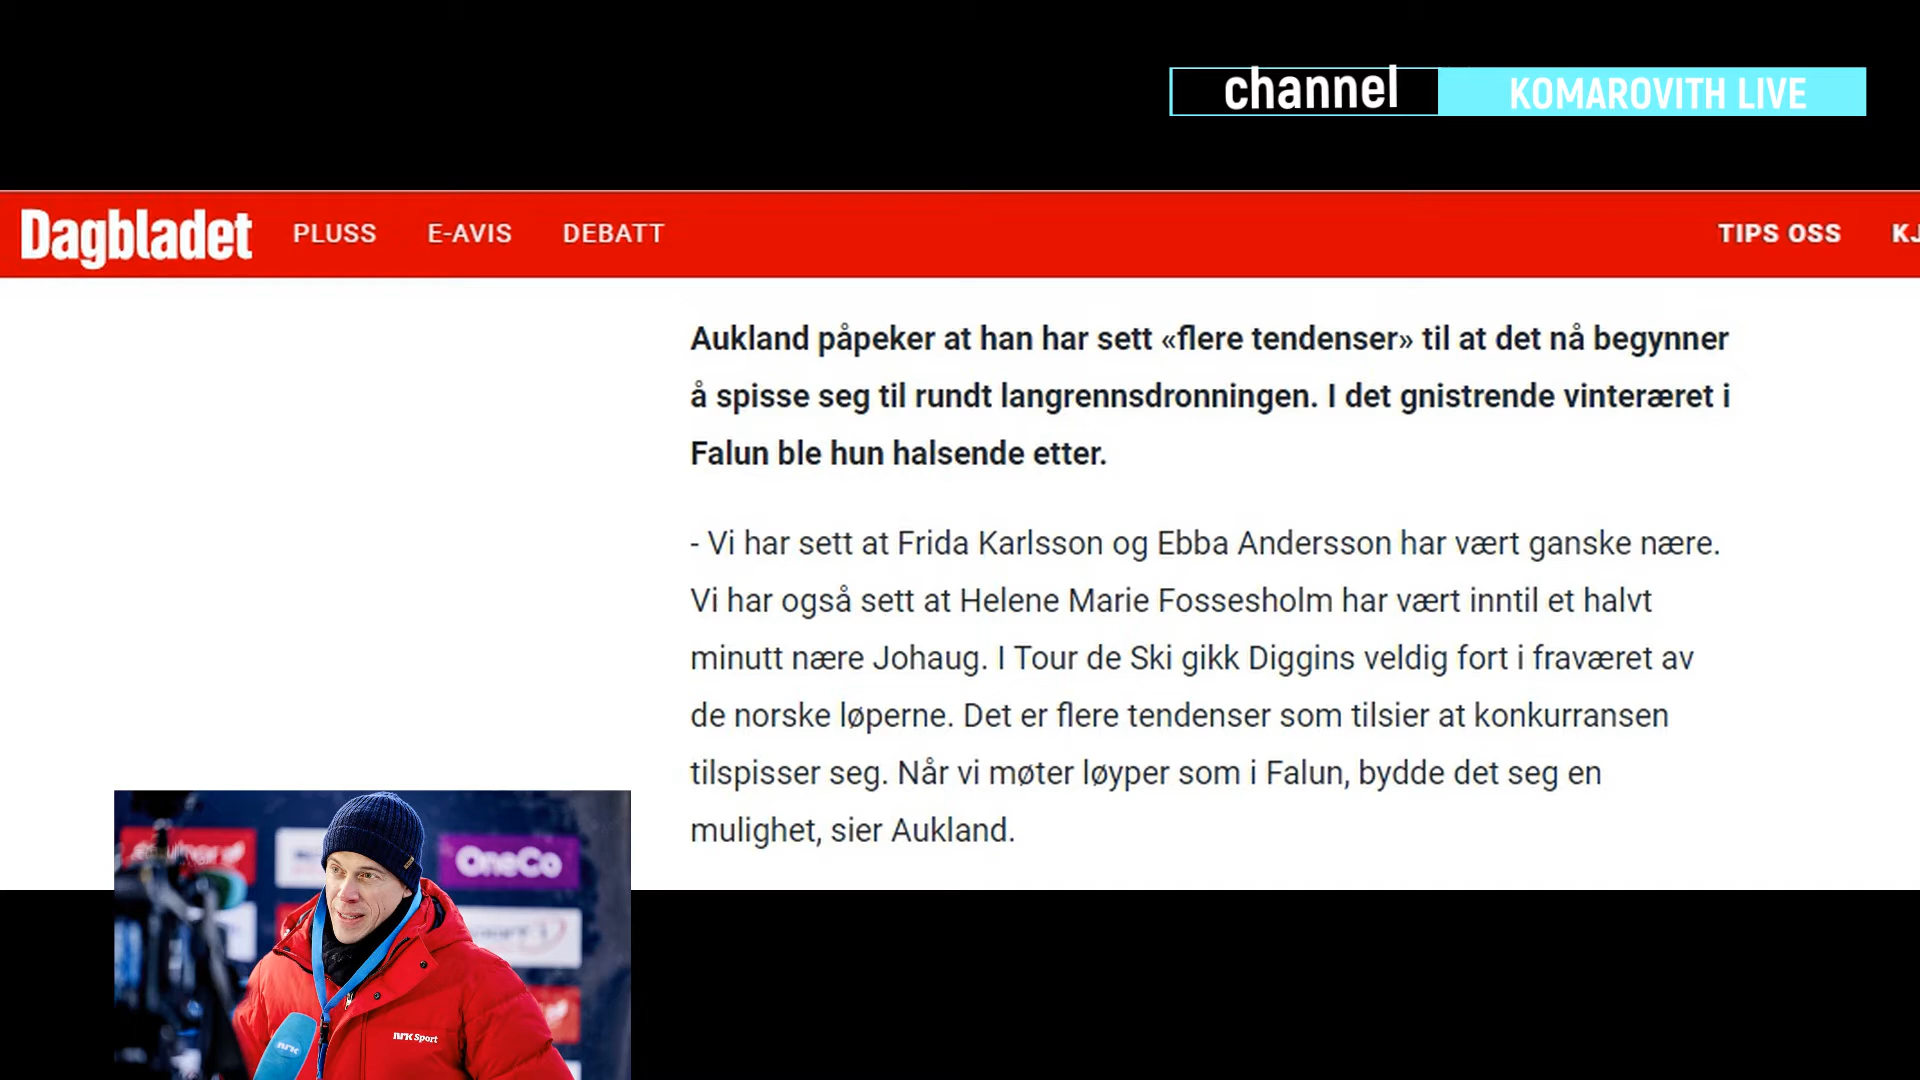 channel KOMAROVITH LIVE
Dagbladet PLUSS E-AVIS DEBATT TIPS OSS
Aukland påpeker at han har sett «flere tendenser» til at det nå begynner
å spisse seg til rundt langrennsdronningen. I det gnistrende vinteræret i
Falun ble hun halsende etter.
- Vi har sett at Frida Karlsson og Ebba Andersson har vært ganske nære.
Vi har også sett at Helene Marie Fossesholm har vært inntil et halvt
minutt nære Johaug. I Tour de Ski gikk Diggins veldig fort i fraværet av
de norske løperne. Det er flere tendenser som tilsier at konkurransen
tilspisser seg. Når vi møter løyper som i Falun, bydde det seg en
mulighet, sier Aukland.
OneCo
nrk Sport
nrk